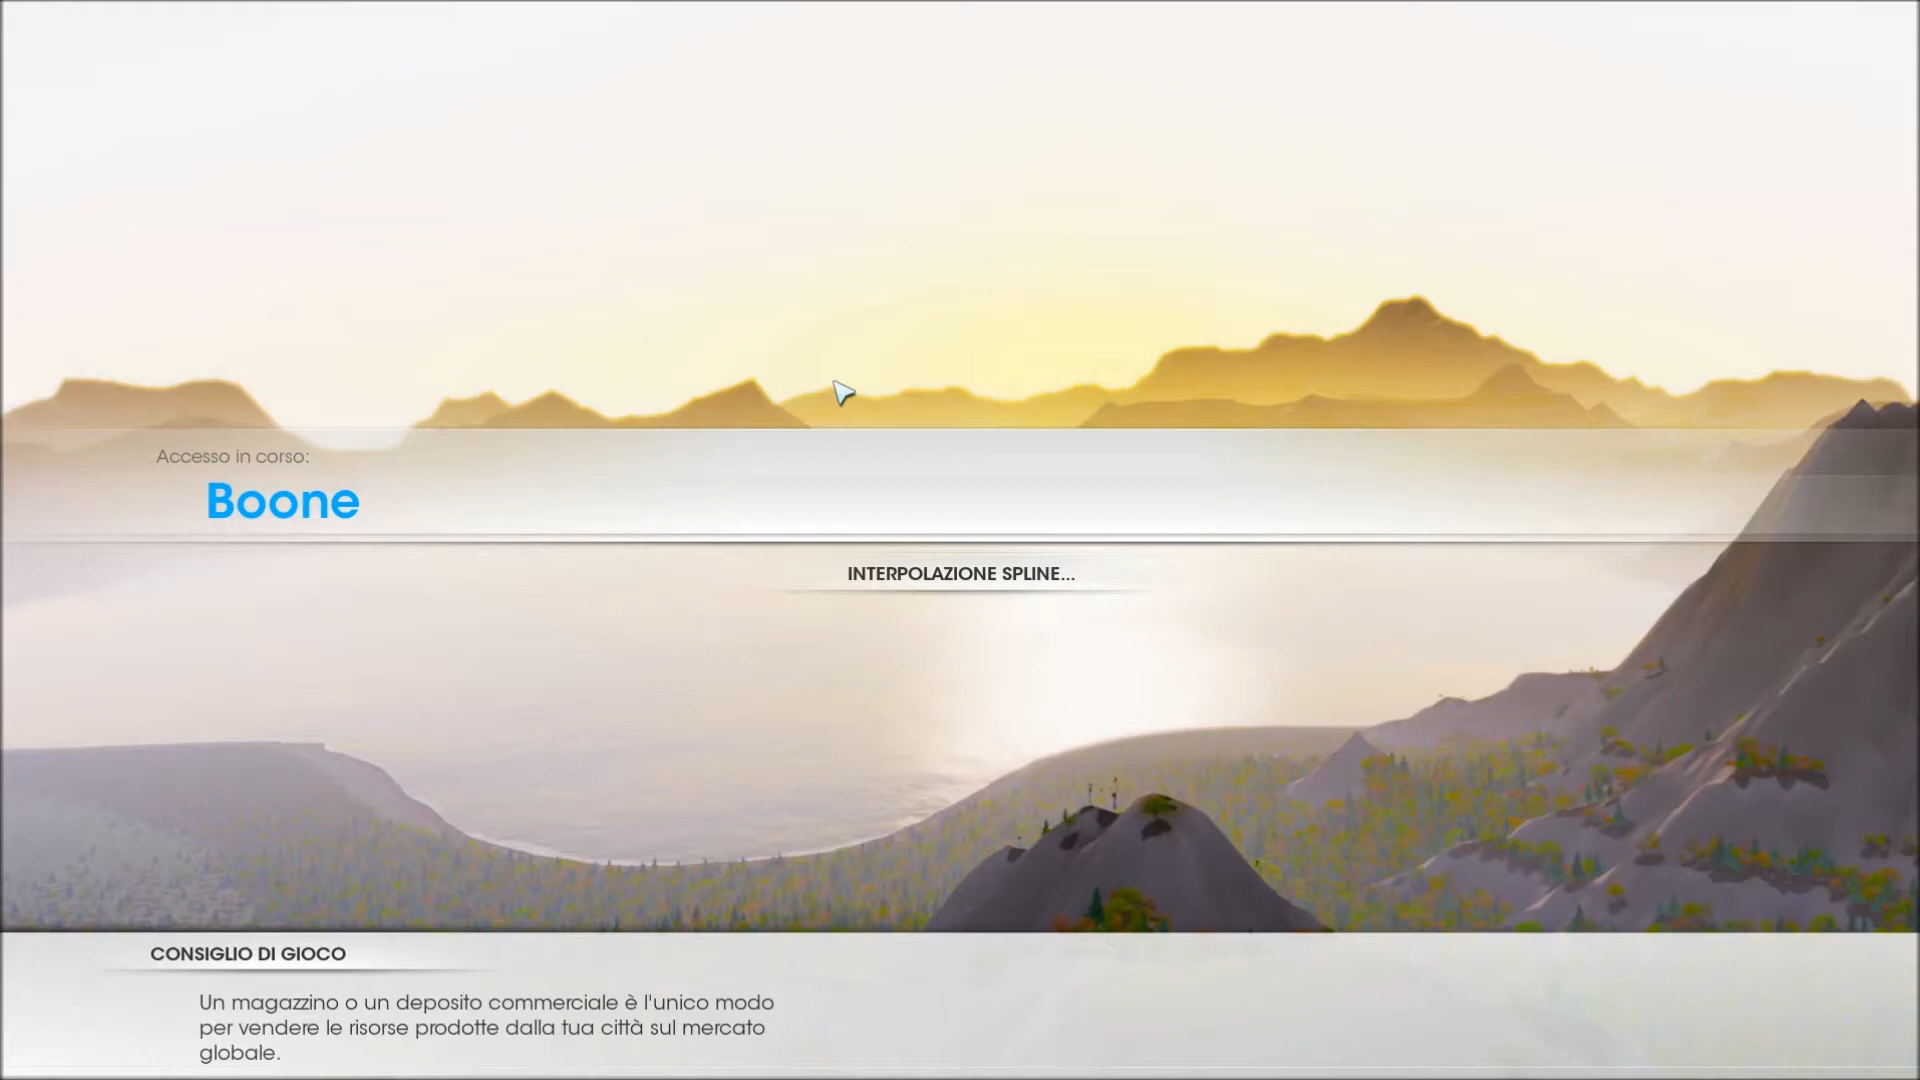 Accesso in corso:
Boone
INTERPOLAZIONE SPLINE...
CONSIGLIO DI GIOCO
Un magazzino o un deposito commerciale è l'unico modo
per vendere le risorse prodotte dalla tua città sul mercato
globale.